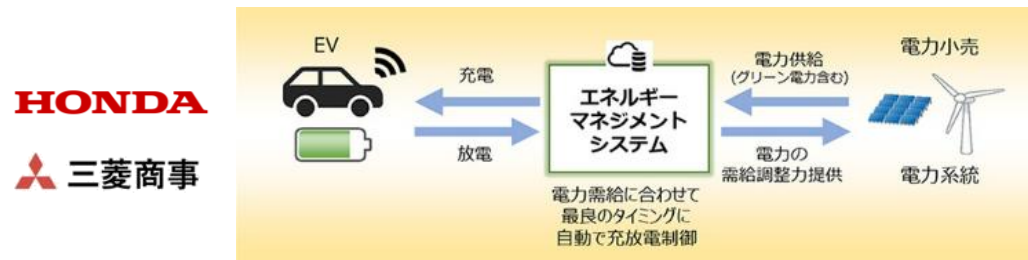 HONDA
三菱商事
EV
充電
放電
エネルギー
マネジメント
システム
電力需給に合わせて
最良のタイミングに
自動で充放電制御
電力供給
(グリーン電力含む)
電力の
需給調整力提供
電力小売
電力系統